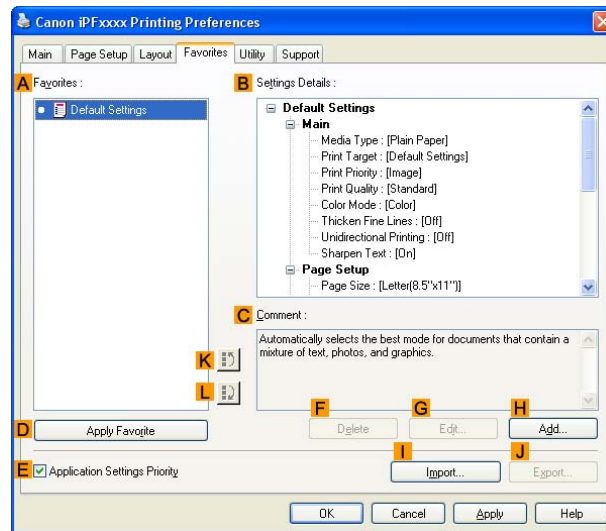 Canon iPFxxxx Printing Preferences
Main Page Setup Layout Favorites Utility Support
A Favorites :
Default Settings
B Settings Details :
Default Settings
Main
Media Type : [Plain Paper]
Print Target : [Default Settings]
Print Priority : [Image]
Print Quality : [Standard]
Color Mode : [Color]
Thicken Fine Lines : [Off]
Unidirectional Printing : [Off]
Sharpen Text : [On]
Page Setup
Page Size : [Letter(8.5"x11")]
C Comment :
Automatically selects the best mode for documents that contain a
mixture of text, photos, and graphics.
K
L
D Apply Favorite
F Delete
G Edit...
H Add...
E Application Settings Priority
I Import...
J Export...
OK Cancel Apply Help